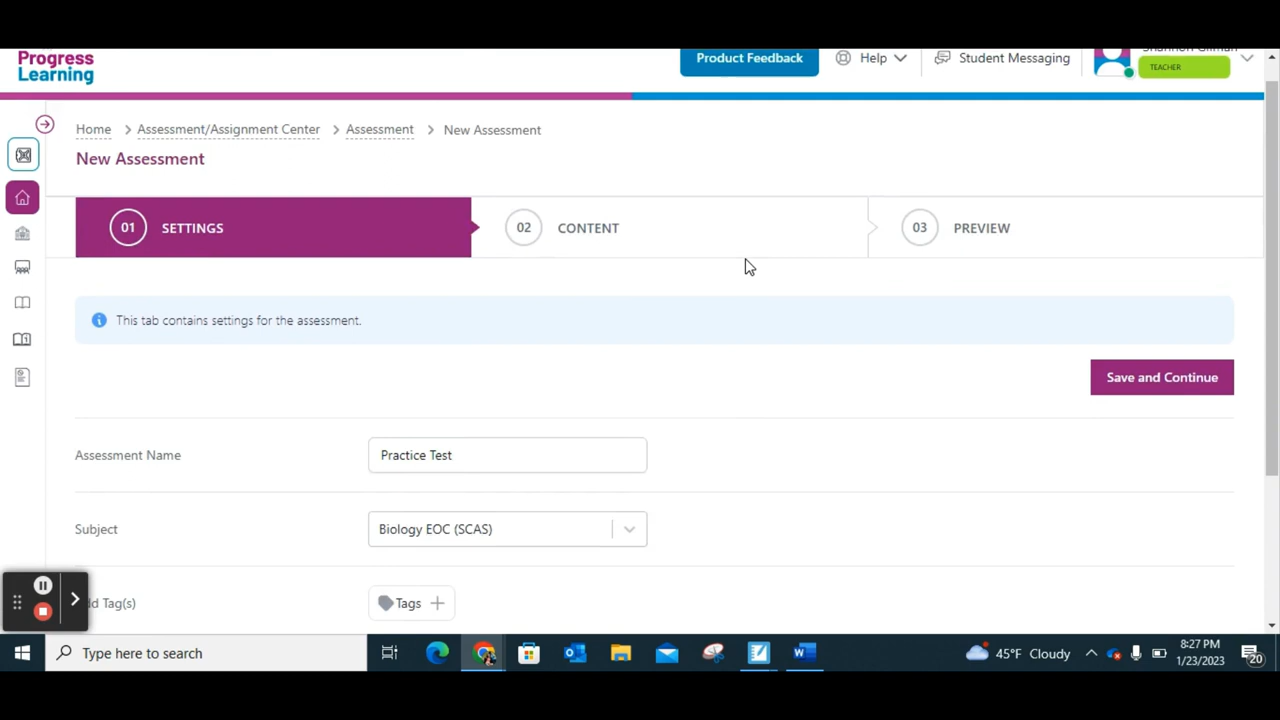 Progress
Learning
Product Feedback
Help
Student Messaging
TEACHER
Home
Assessment/Assignment Center
Assessment
New Assessment
New Assessment
01 SETTINGS
02 CONTENT
03 PREVIEW
This tab contains settings for the assessment.
Save and Continue
Assessment Name
Practice Test
Subject
Biology EOC (SCAS)
Tag(s)
Tags
Type here to search
45°F Cloudy
8:27 PM
1/23/2023
20